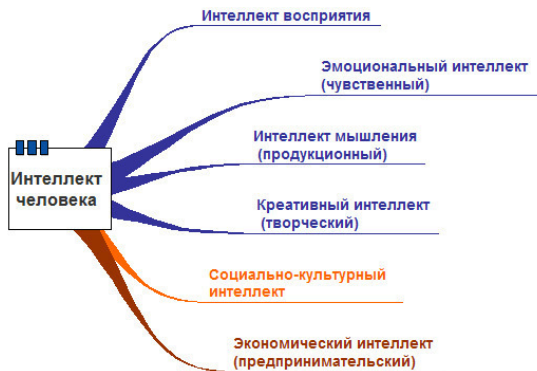 Интеллект восприятия
Эмоциональный интеллект
(чувственный)
Интеллект мышления
(продукционный)
Интеллект
человека
Креативный интеллект
(творческий)
Социально-культурный
интеллект
Экономический интеллект
(предпринимательский)